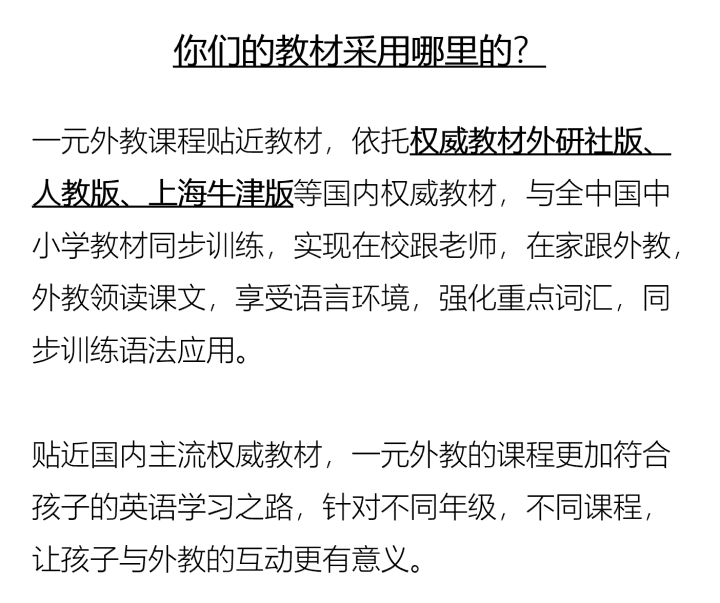 你们的教材采用哪里的？
一元外教课程贴近教材，依托权威教材外研社版、
人教版、上海牛津版等国内权威教材，与全中国中
小学教材同步训练，实现在校跟老师，在家跟外教，
外教领读课文，享受语言环境，强化重点词汇，同
步训练语法应用。
贴近国内主流权威教材，一元外教的课程更加符合
孩子的英语学习之路，针对不同年级，不同课程，
让孩子与外教的互动更有意义。